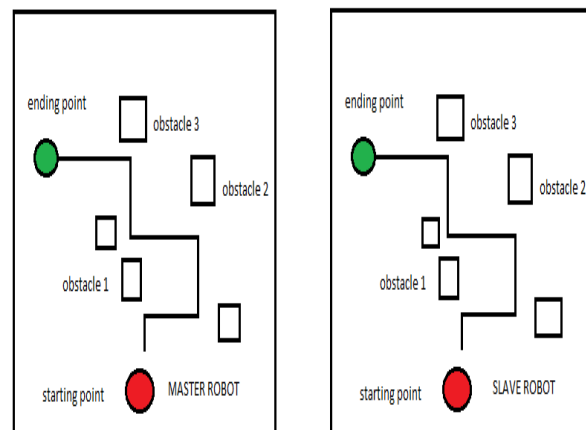 ending point
obstacle 3
obstacle 2
obstacle 1
starting point
MASTER ROBOT
ending point
obstacle 3
obstacle 2
obstacle 1
starting point
SLAVE ROBOT